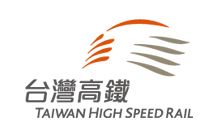 台灣高鐵
TAIWAN HIGH SPEED RAIL